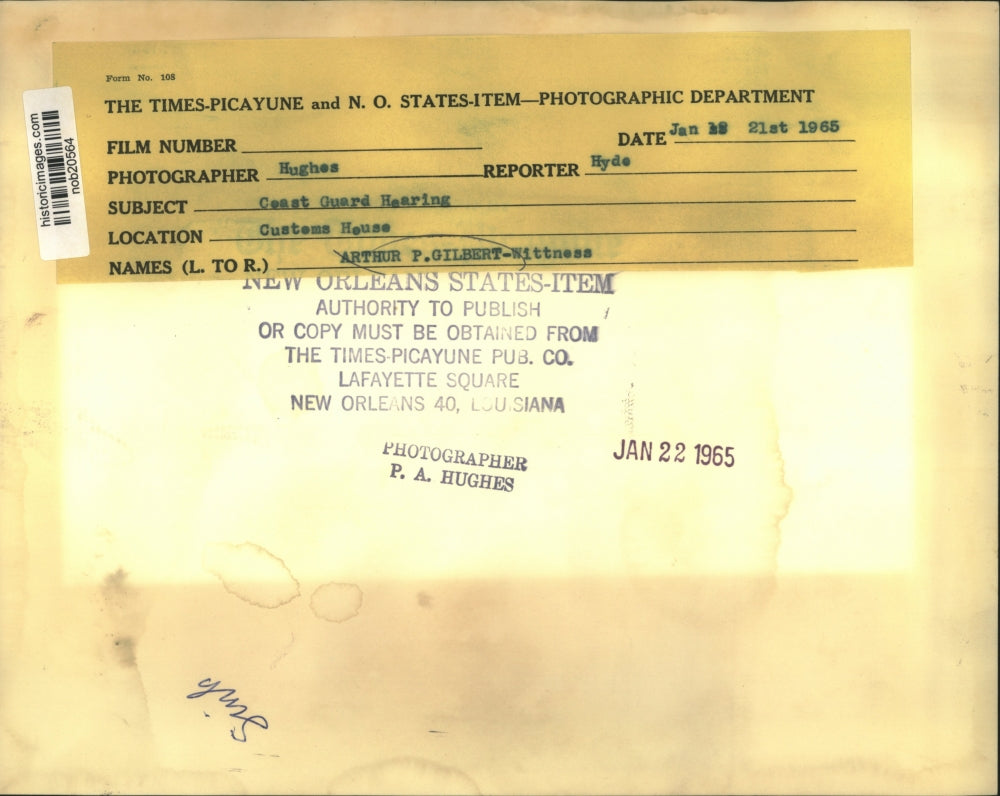 Form No. 108
THE TIMES-PICAYUNE and N. O. STATES-ITEM—PHOTOGRAPHIC DEPARTMENT
FILM NUMBER
DATE Jan 21st 1965
PHOTOGRAPHER Hughes REPORTER Hyde
SUBJECT Coast Guard Hearing
LOCATION Customs House
NAMES (L. TO R.) ARTHUR P.GILBERT-Wittness
historicimages.com
nob20564
NEW ORLEANS STATES-ITEM
AUTHORITY TO PUBLISH
OR COPY MUST BE OBTAINED FROM
THE TIMES-PICAYUNE PUB. CO.
LAFAYETTE SQUARE
NEW ORLEANS 40, LOUISIANA
PHOTOGRAPHER
P. A. HUGHES
JAN 22 1965